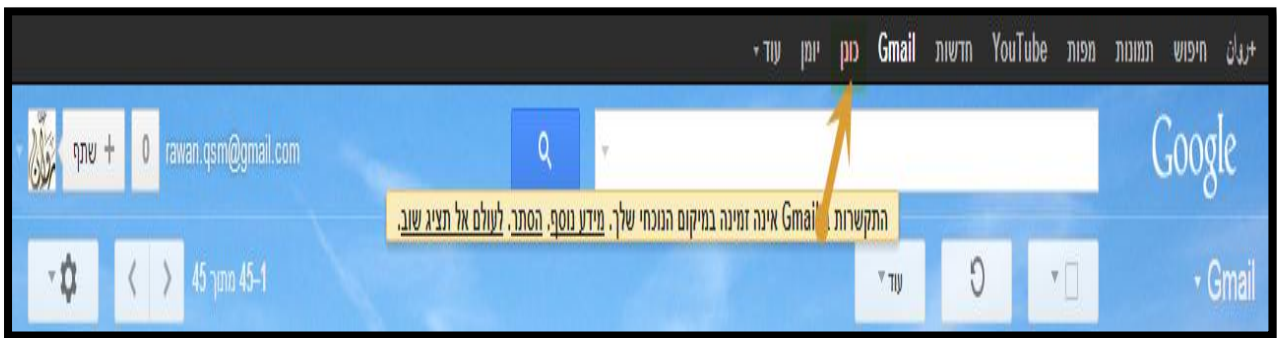 +روان חיפוש תמונות מפות YouTube חדשות Gmail כונן יומן עוד
Google
rawan.qsm@gmail.com 0 + שתף
התקשרות Gmail אינה זמינה במיקום הנוכחי שלך. מידע נוסף. הסתר. לעולם אל תציג שוב.
Gmail
עוד
1–45 מתוך 45